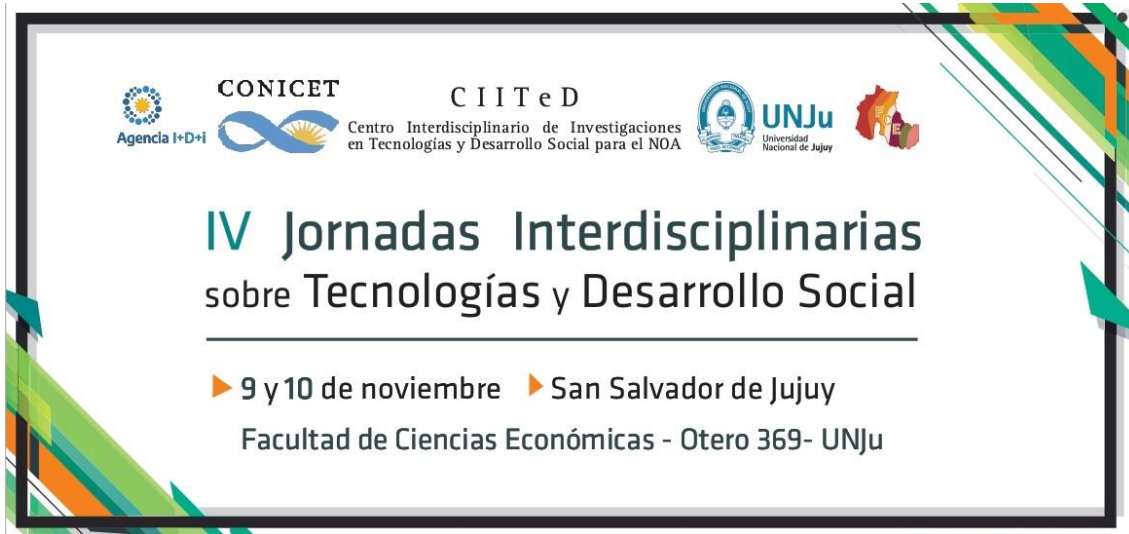 Agencia I+D+i
CONICET
CIITeD
Centro Interdisciplinario de Investigaciones
en Tecnologías y Desarrollo Social para el NOA
UNJu
Universidad
Nacional de Jujuy
FCE
IV Jornadas Interdisciplinarias
sobre Tecnologías y Desarrollo Social
9 y 10 de noviembre
San Salvador de Jujuy
Facultad de Ciencias Económicas - Otero 369- UNJu